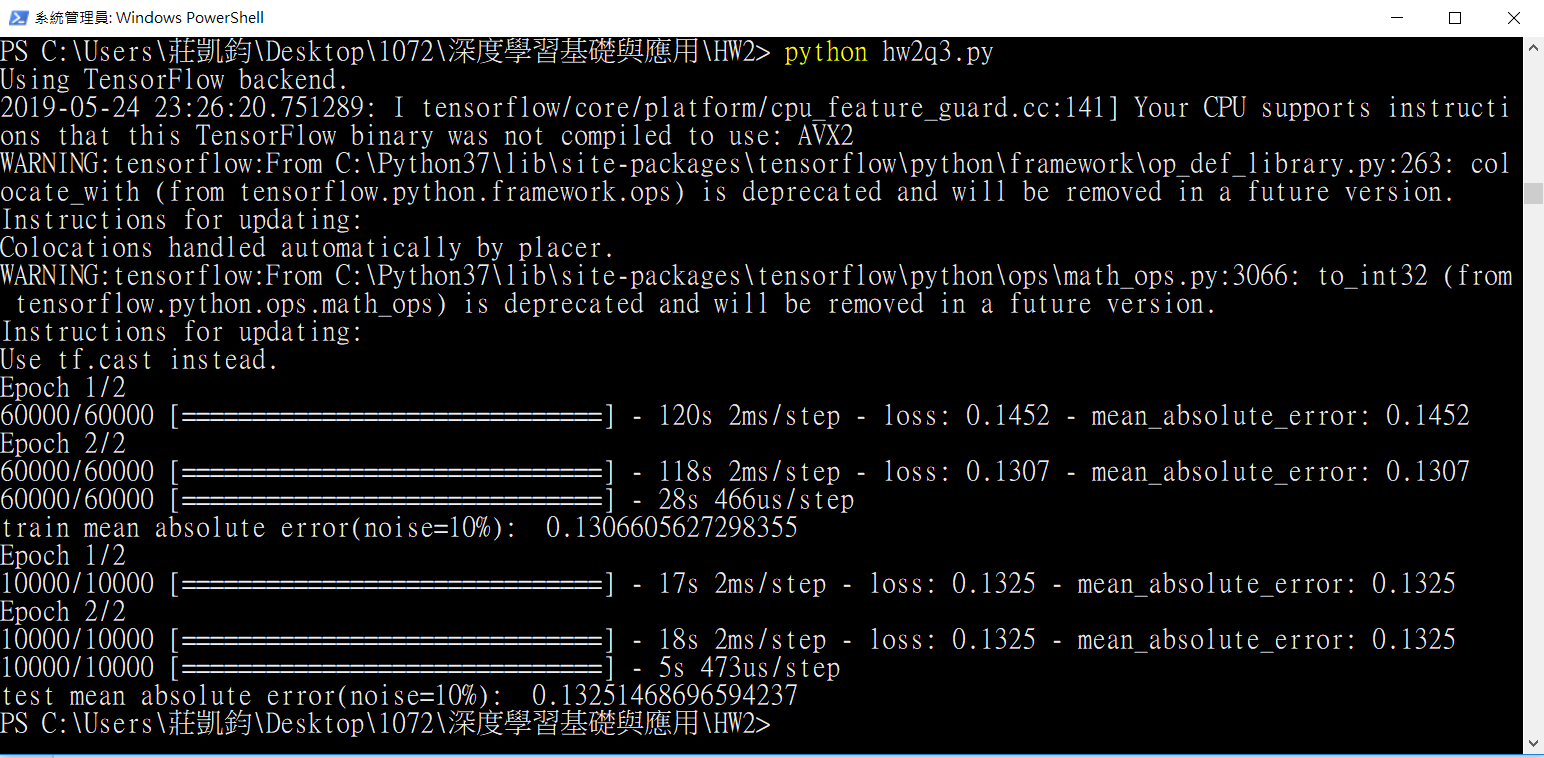 系統管理員: Windows PowerShell
PS C:\Users\莊凱鈞\Desktop\1072\深度學習基礎與應用\HW2> python hw2q3.py
Using TensorFlow backend.
2019-05-24 23:26:20.751289: I tensorflow/core/platform/cpu_feature_guard.cc:141] Your CPU supports instructi
ons that this TensorFlow binary was not compiled to use: AVX2
WARNING:tensorflow:From C:\Python37\lib\site-packages\tensorflow\python\framework\op_def_library.py:263: col
ocate_with (from tensorflow.python.framework.ops) is deprecated and will be removed in a future version.
Instructions for updating:
Colocations handled automatically by placer.
WARNING:tensorflow:From C:\Python37\lib\site-packages\tensorflow\python\ops\math_ops.py:3066: to_int32 (from
 tensorflow.python.ops.math_ops) is deprecated and will be removed in a future version.
Instructions for updating:
Use tf.cast instead.
Epoch 1/2
60000/60000 [==============================] - 120s 2ms/step - loss: 0.1452 - mean_absolute_error: 0.1452
Epoch 2/2
60000/60000 [==============================] - 118s 2ms/step - loss: 0.1307 - mean_absolute_error: 0.1307
60000/60000 [==============================] - 28s 466us/step
train mean absolute error(noise=10%):  0.1306605627298355
Epoch 1/2
10000/10000 [==============================] - 17s 2ms/step - loss: 0.1325 - mean_absolute_error: 0.1325
Epoch 2/2
10000/10000 [==============================] - 18s 2ms/step - loss: 0.1325 - mean_absolute_error: 0.1325
10000/10000 [==============================] - 5s 473us/step
test mean absolute error(noise=10%):  0.13251468696594237
PS C:\Users\莊凱鈞\Desktop\1072\深度學習基礎與應用\HW2>